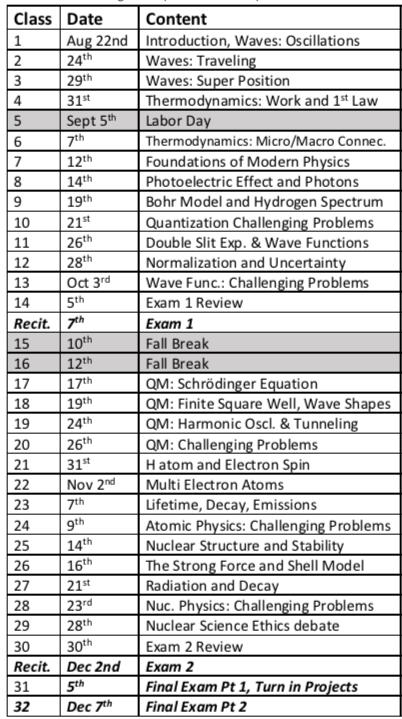 Class Date Content
1 Aug 22nd Introduction, Waves: Oscillations
2 24th Waves: Traveling
3 29th Waves: Super Position
4 31st Thermodynamics: Work and 1st Law
5 Sept 5th Labor Day
6 7th Thermodynamics: Micro/Macro Connec.
7 12th Foundations of Modern Physics
8 14th Photoelectric Effect and Photons
9 19th Bohr Model and Hydrogen Spectrum
10 21st Quantization Challenging Problems
11 26th Double Slit Exp. & Wave Functions
12 28th Normalization and Uncertainty
13 Oct 3rd Wave Func.: Challenging Problems
14 5th Exam 1 Review
Recit. 7th Exam 1
15 10th Fall Break
16 12th Fall Break
17 17th QM: Schrödinger Equation
18 19th QM: Finite Square Well, Wave Shapes
19 24th QM: Harmonic Oscl. & Tunneling
20 26th QM: Challenging Problems
21 31st H atom and Electron Spin
22 Nov 2nd Multi Electron Atoms
23 7th Lifetime, Decay, Emissions
24 9th Atomic Physics: Challenging Problems
25 14th Nuclear Structure and Stability
26 16th The Strong Force and Shell Model
27 21st Radiation and Decay
28 23rd Nuc. Physics: Challenging Problems
29 28th Nuclear Science Ethics debate
30 30th Exam 2 Review
Recit. Dec 2nd Exam 2
31 5th Final Exam Pt 1, Turn in Projects
32 Dec 7th Final Exam Pt 2